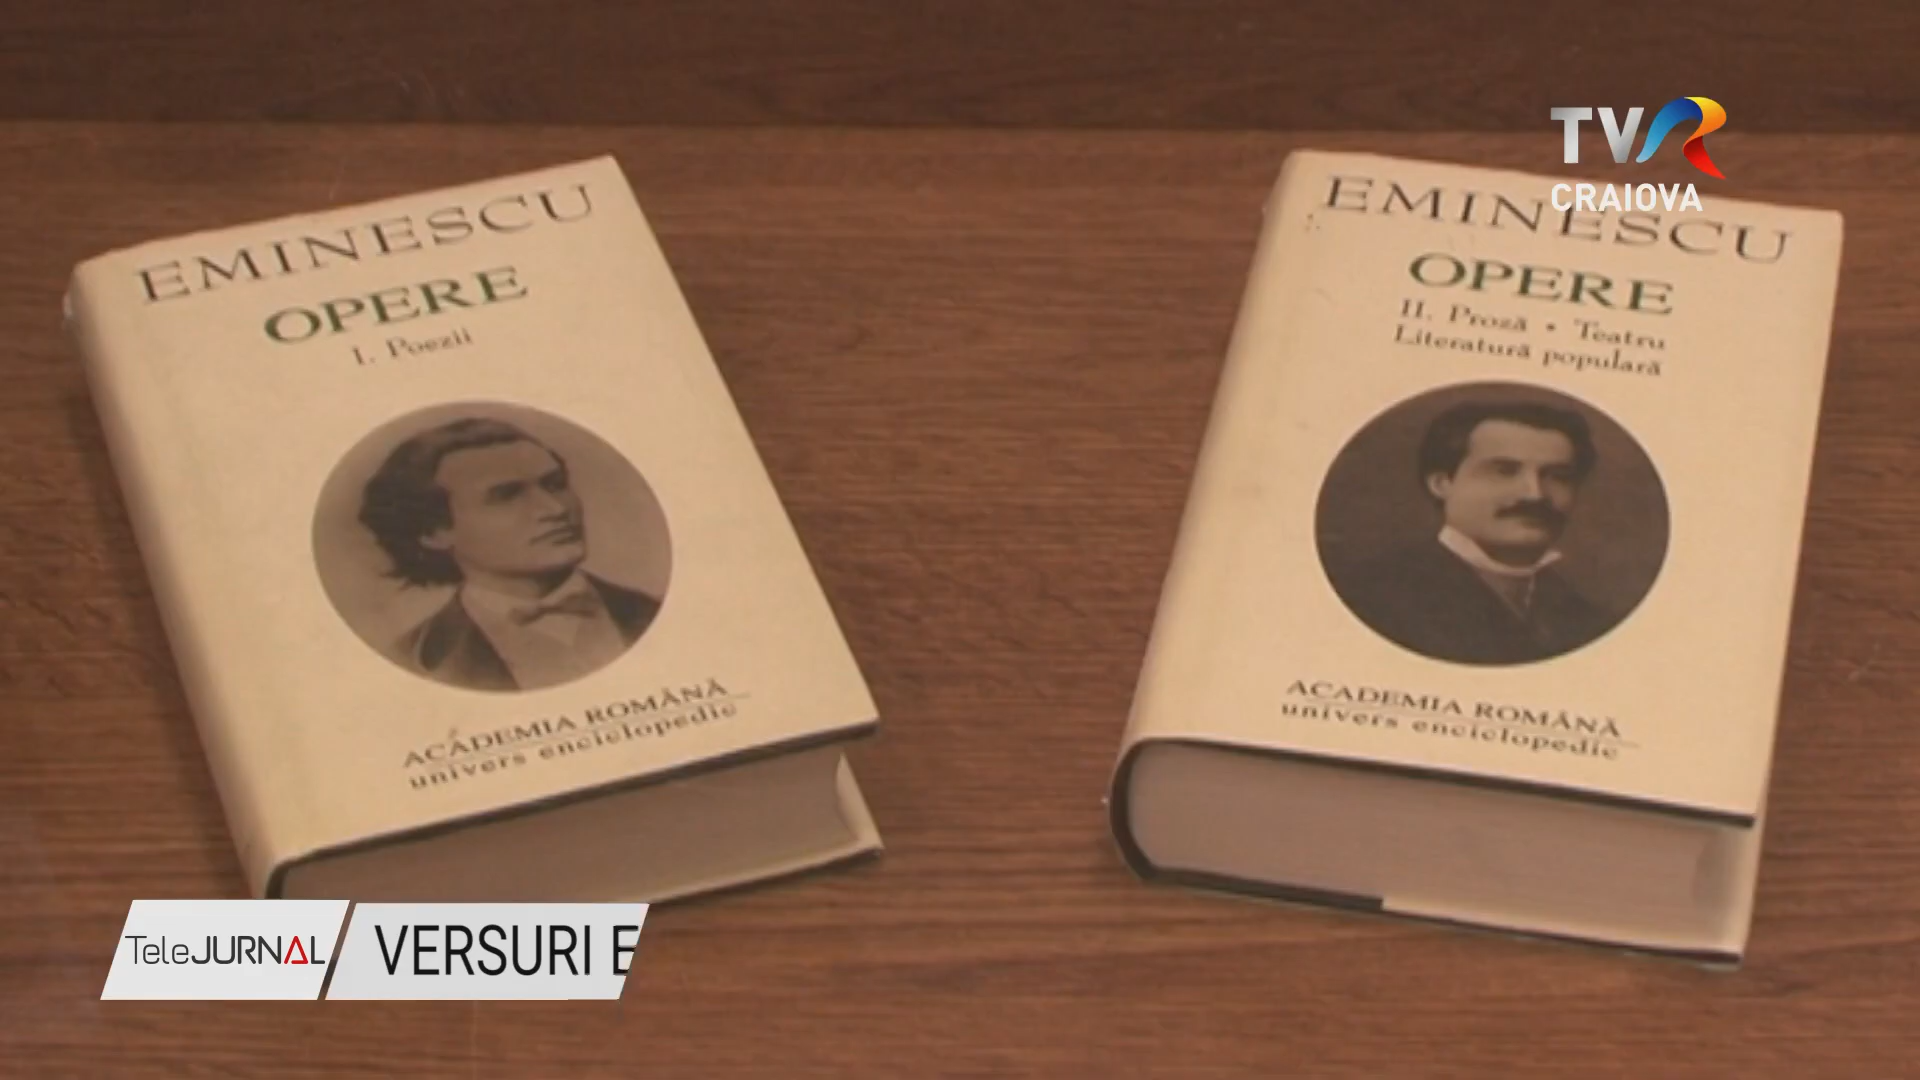 TVR
CRAIOVA
EMINESCU
OPERE
I. Poezii
ACADEMIA ROMÂNĂ
univers enciclopedic
EMINESCU
OPERE
II. Proză • Teatru
Literatură populară
ACADEMIA ROMÂNĂ
univers enciclopedic
TeleJURNAL
VERSURI E